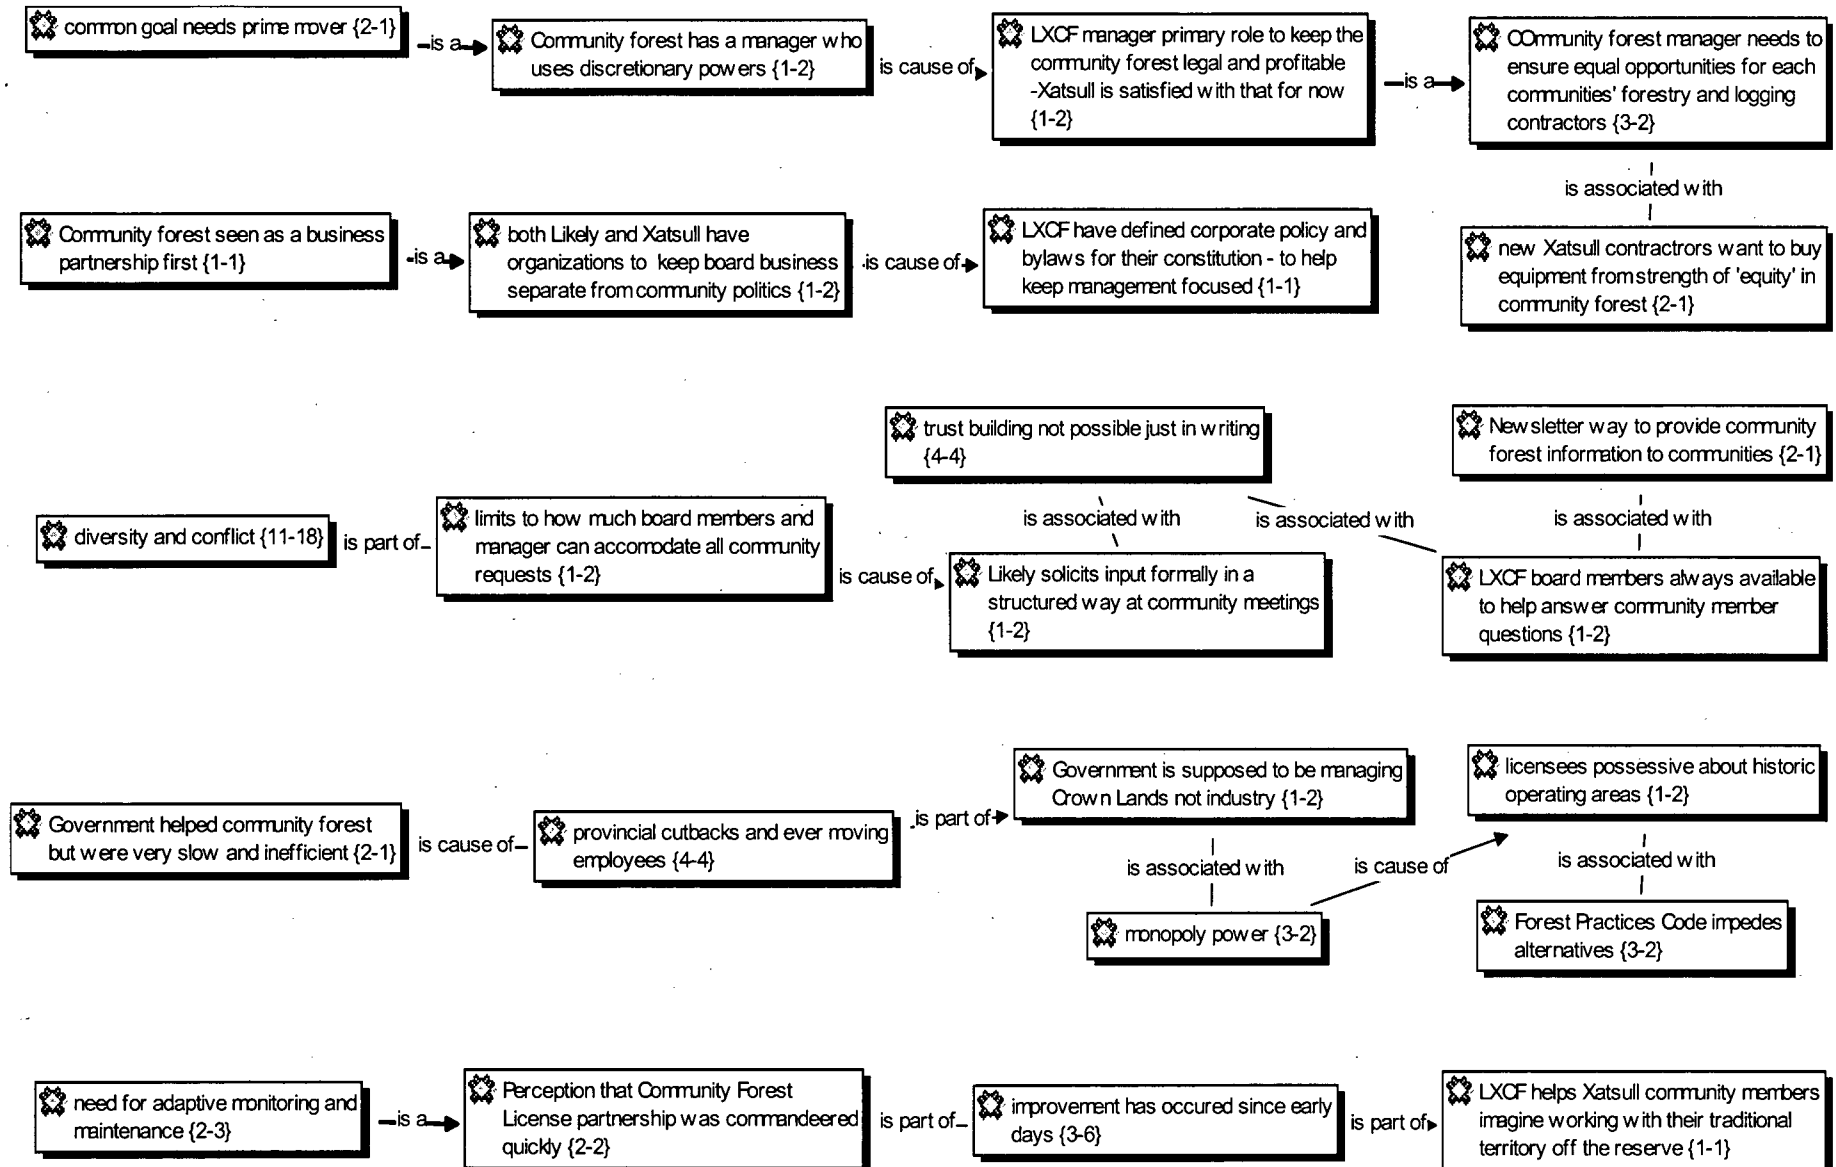 common goal needs prime mover {2-1}
is a
Community forest has a manager who
uses discretionary powers {1-2}
is cause of
LXCF manager primary role to keep the
community forest legal and profitable
-Xatsull is satisfied with that for now
{1-2}
is a
COmmunity forest manager needs to
ensure equal opportunities for each
communities' forestry and logging
contractors {3-2}
is associated with
Community forest seen as a business
partnership first {1-1}
is a
both Likely and Xatsull have
organizations to keep board business
separate from community politics {1-2}
is cause of
LXCF have defined corporate policy and
bylaws for their constitution - to help
keep management focused {1-1}
new Xatsull contractrors want to buy
equipment from strength of 'equity' in
community forest {2-1}
trust building not possible just in writing
{4-4}
Newsletter way to provide community
forest information to communities {2-1}
is associated with
is associated with
is associated with
diversity and conflict {11-18}
is part of
limits to how much board members and
manager can accomodate all community
requests {1-2}
is cause of
Likely solicits input formally in a
structured way at community meetings
{1-2}
LXCF board members always available
to help answer community member
questions {1-2}
Government helped community forest
but were very slow and inefficient {2-1}
is cause of
provincial cutbacks and ever moving
employees {4-4}
is part of
Government is supposed to be managing
Crown Lands not industry {1-2}
licensees possessive about historic
operating areas {1-2}
is associated with
is cause of
is associated with
monopoly power {3-2}
Forest Practices Code impedes
alternatives {3-2}
need for adaptive monitoring and
maintenance {2-3}
is a
Perception that Community Forest
License partnership was commandeered
quickly {2-2}
is part of
improvement has occured since early
days {3-6}
is part of
LXCF helps Xatsull community members
imagine working with their traditional
territory off the reserve {1-1}